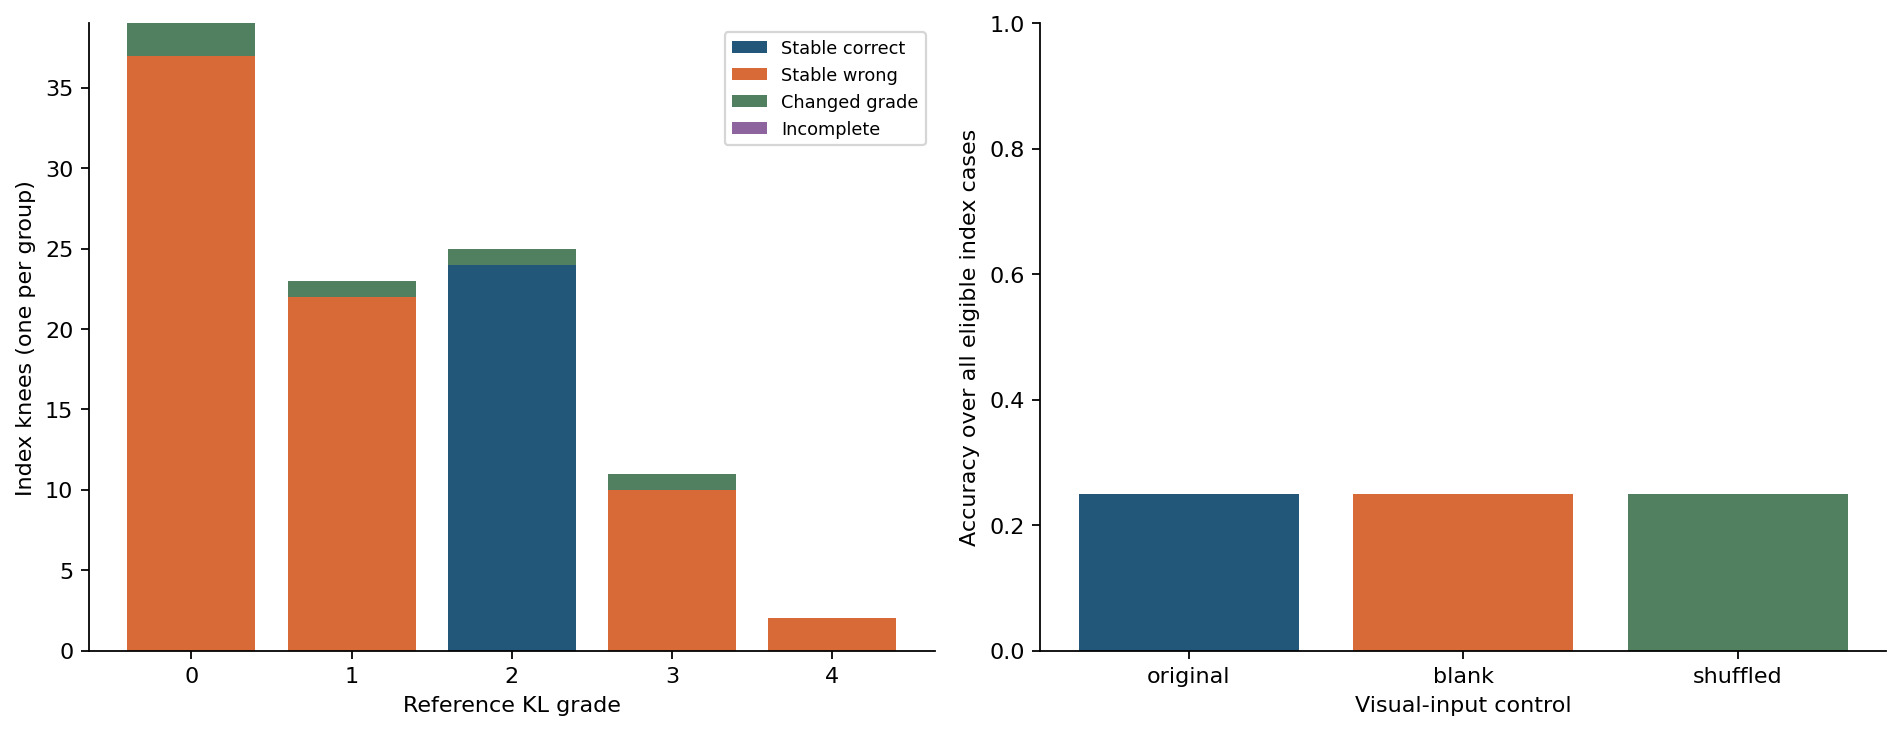 35
30
25
20
15
10
5
0
Index knees (one per group)
0 1 2 3 4
Reference KL grade
Stable correct
Stable wrong
Changed grade
Incomplete
1.0
0.8
0.6
0.4
0.2
0.0
Accuracy over all eligible index cases
original blank shuffled
Visual-input control